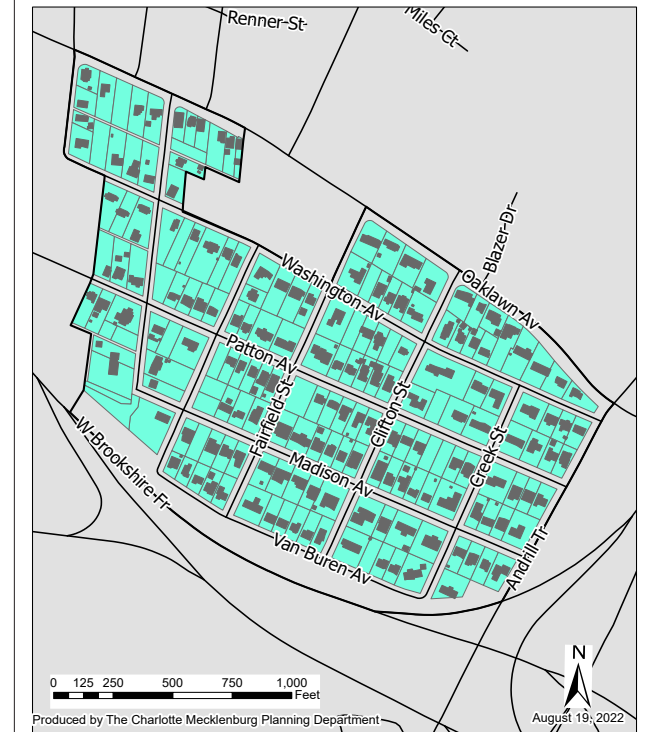 Renner St
Miles Ct
Blazer Dr
Oaklawn Av
Washington Av
Patton Av
Fairfield St
Clifton St
Creek St
W Brookshire Fr
Madison Av
Van Buren Av
Andrill Tr
N
0 125 250 500 750 1,000
Feet
Produced by The Charlotte Mecklenburg Planning Department
August 19, 2022